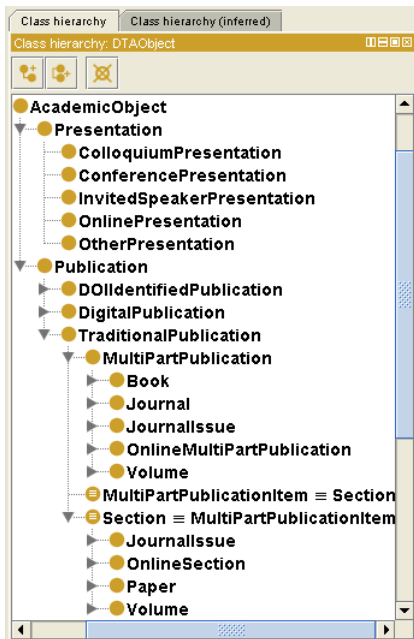 Class hierarchy
Class hierarchy (inferred)
Class hierarchy: DTAObject
AcademicObject
Presentation
ColloquiumPresentation
ConferencePresentation
InvitedSpeakerPresentation
OnlinePresentation
OtherPresentation
Publication
DOIIdentifiedPublication
DigitalPublication
TraditionalPublication
MultiPartPublication
Book
Journal
JournalIssue
OnlineMultiPartPublication
Volume
MultiPartPublicationItem ≡ Section
Section ≡ MultiPartPublicationItem
JournalIssue
OnlineSection
Paper
Volume